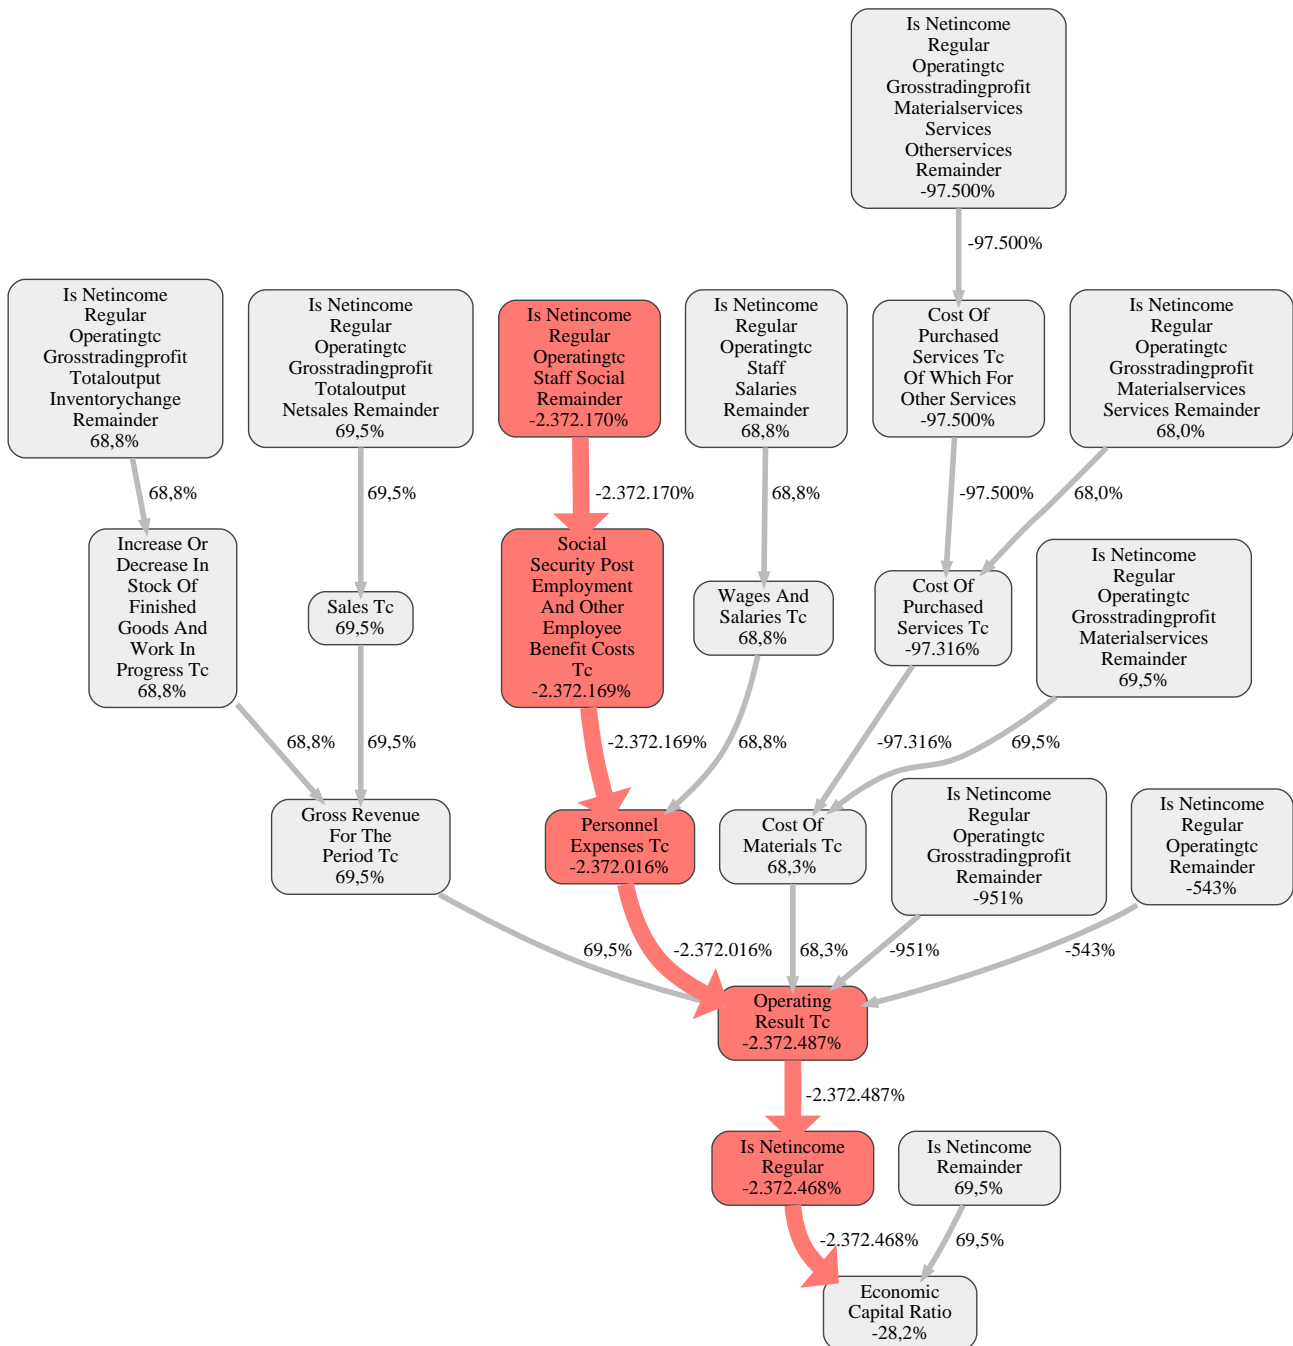 Is Netincome
Regular
Operatingtc
Grosstradingprofit
Materialservices
Services
Otherservices
Remainder
-97.500%
-97.500%
Is Netincome
Regular
Operatingtc
Grosstradingprofit
Totaloutput
Inventorychange
Remainder
68,8%
Is Netincome
Regular
Operatingtc
Grosstradingprofit
Totaloutput
Netsales Remainder
69,5%
Is Netincome
Regular
Operatingtc
Staff Social
Remainder
-2.372.170%
Is Netincome
Regular
Operatingtc
Staff
Salaries
Remainder
68,8%
Cost Of
Purchased
Services Tc
Of Which For
Other Services
-97.500%
Is Netincome
Regular
Operatingtc
Grosstradingprofit
Materialservices
Services Remainder
68,0%
68,8%
69,5%
-2.372.170%
68,8%
-97.500%
68,0%
Increase Or
Decrease In
Stock Of
Finished
Goods And
Work In
Progress Tc
68,8%
Sales Tc
69,5%
Social
Security Post
Employment
And Other
Employee
Benefit Costs
Tc
-2.372.169%
Wages And
Salaries Tc
68,8%
Cost Of
Purchased
Services Tc
-97.316%
Is Netincome
Regular
Operatingtc
Grosstradingprofit
Materialservices
Remainder
69,5%
68,8%
69,5%
-2.372.169%
68,8%
-97.316%
69,5%
Gross Revenue
For The
Period Tc
69,5%
Personnel
Expenses Tc
-2.372.016%
Cost Of
Materials Tc
68,3%
Is Netincome
Regular
Operatingtc
Grosstradingprofit
Remainder
-951%
Is Netincome
Regular
Operatingtc
Remainder
-543%
69,5%
-2.372.016%
68,3%
-951%
-543%
Operating
Result Tc
-2.372.487%
-2.372.487%
Is Netincome
Regular
-2.372.468%
Is Netincome
Remainder
69,5%
-2.372.468%
69,5%
Economic
Capital Ratio
-28,2%